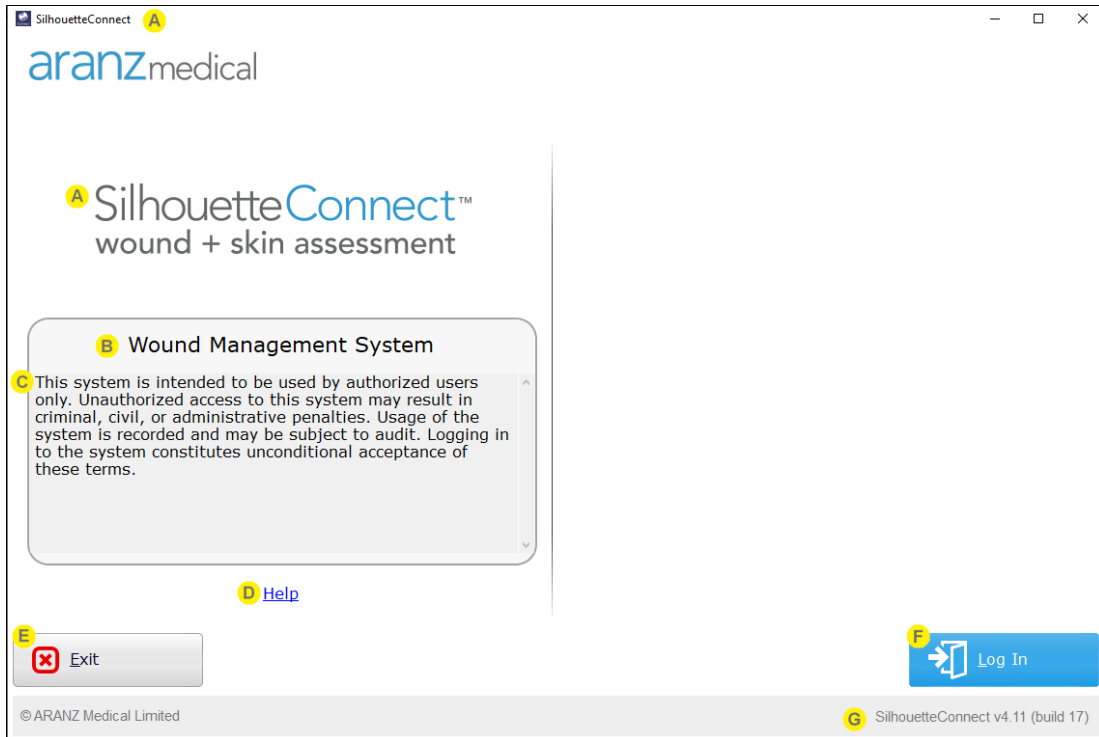 SilhouetteConnect A
aranzmedical
A SilhouetteConnect™
wound + skin assessment
B Wound Management System
C This system is intended to be used by authorized users
only. Unauthorized access to this system may result in
criminal, civil, or administrative penalties. Usage of the
system is recorded and may be subject to audit. Logging in
to the system constitutes unconditional acceptance of
these terms.
D Help
E
Exit
F
Log In
© ARANZ Medical Limited
G SilhouetteConnect v4.11 (build 17)